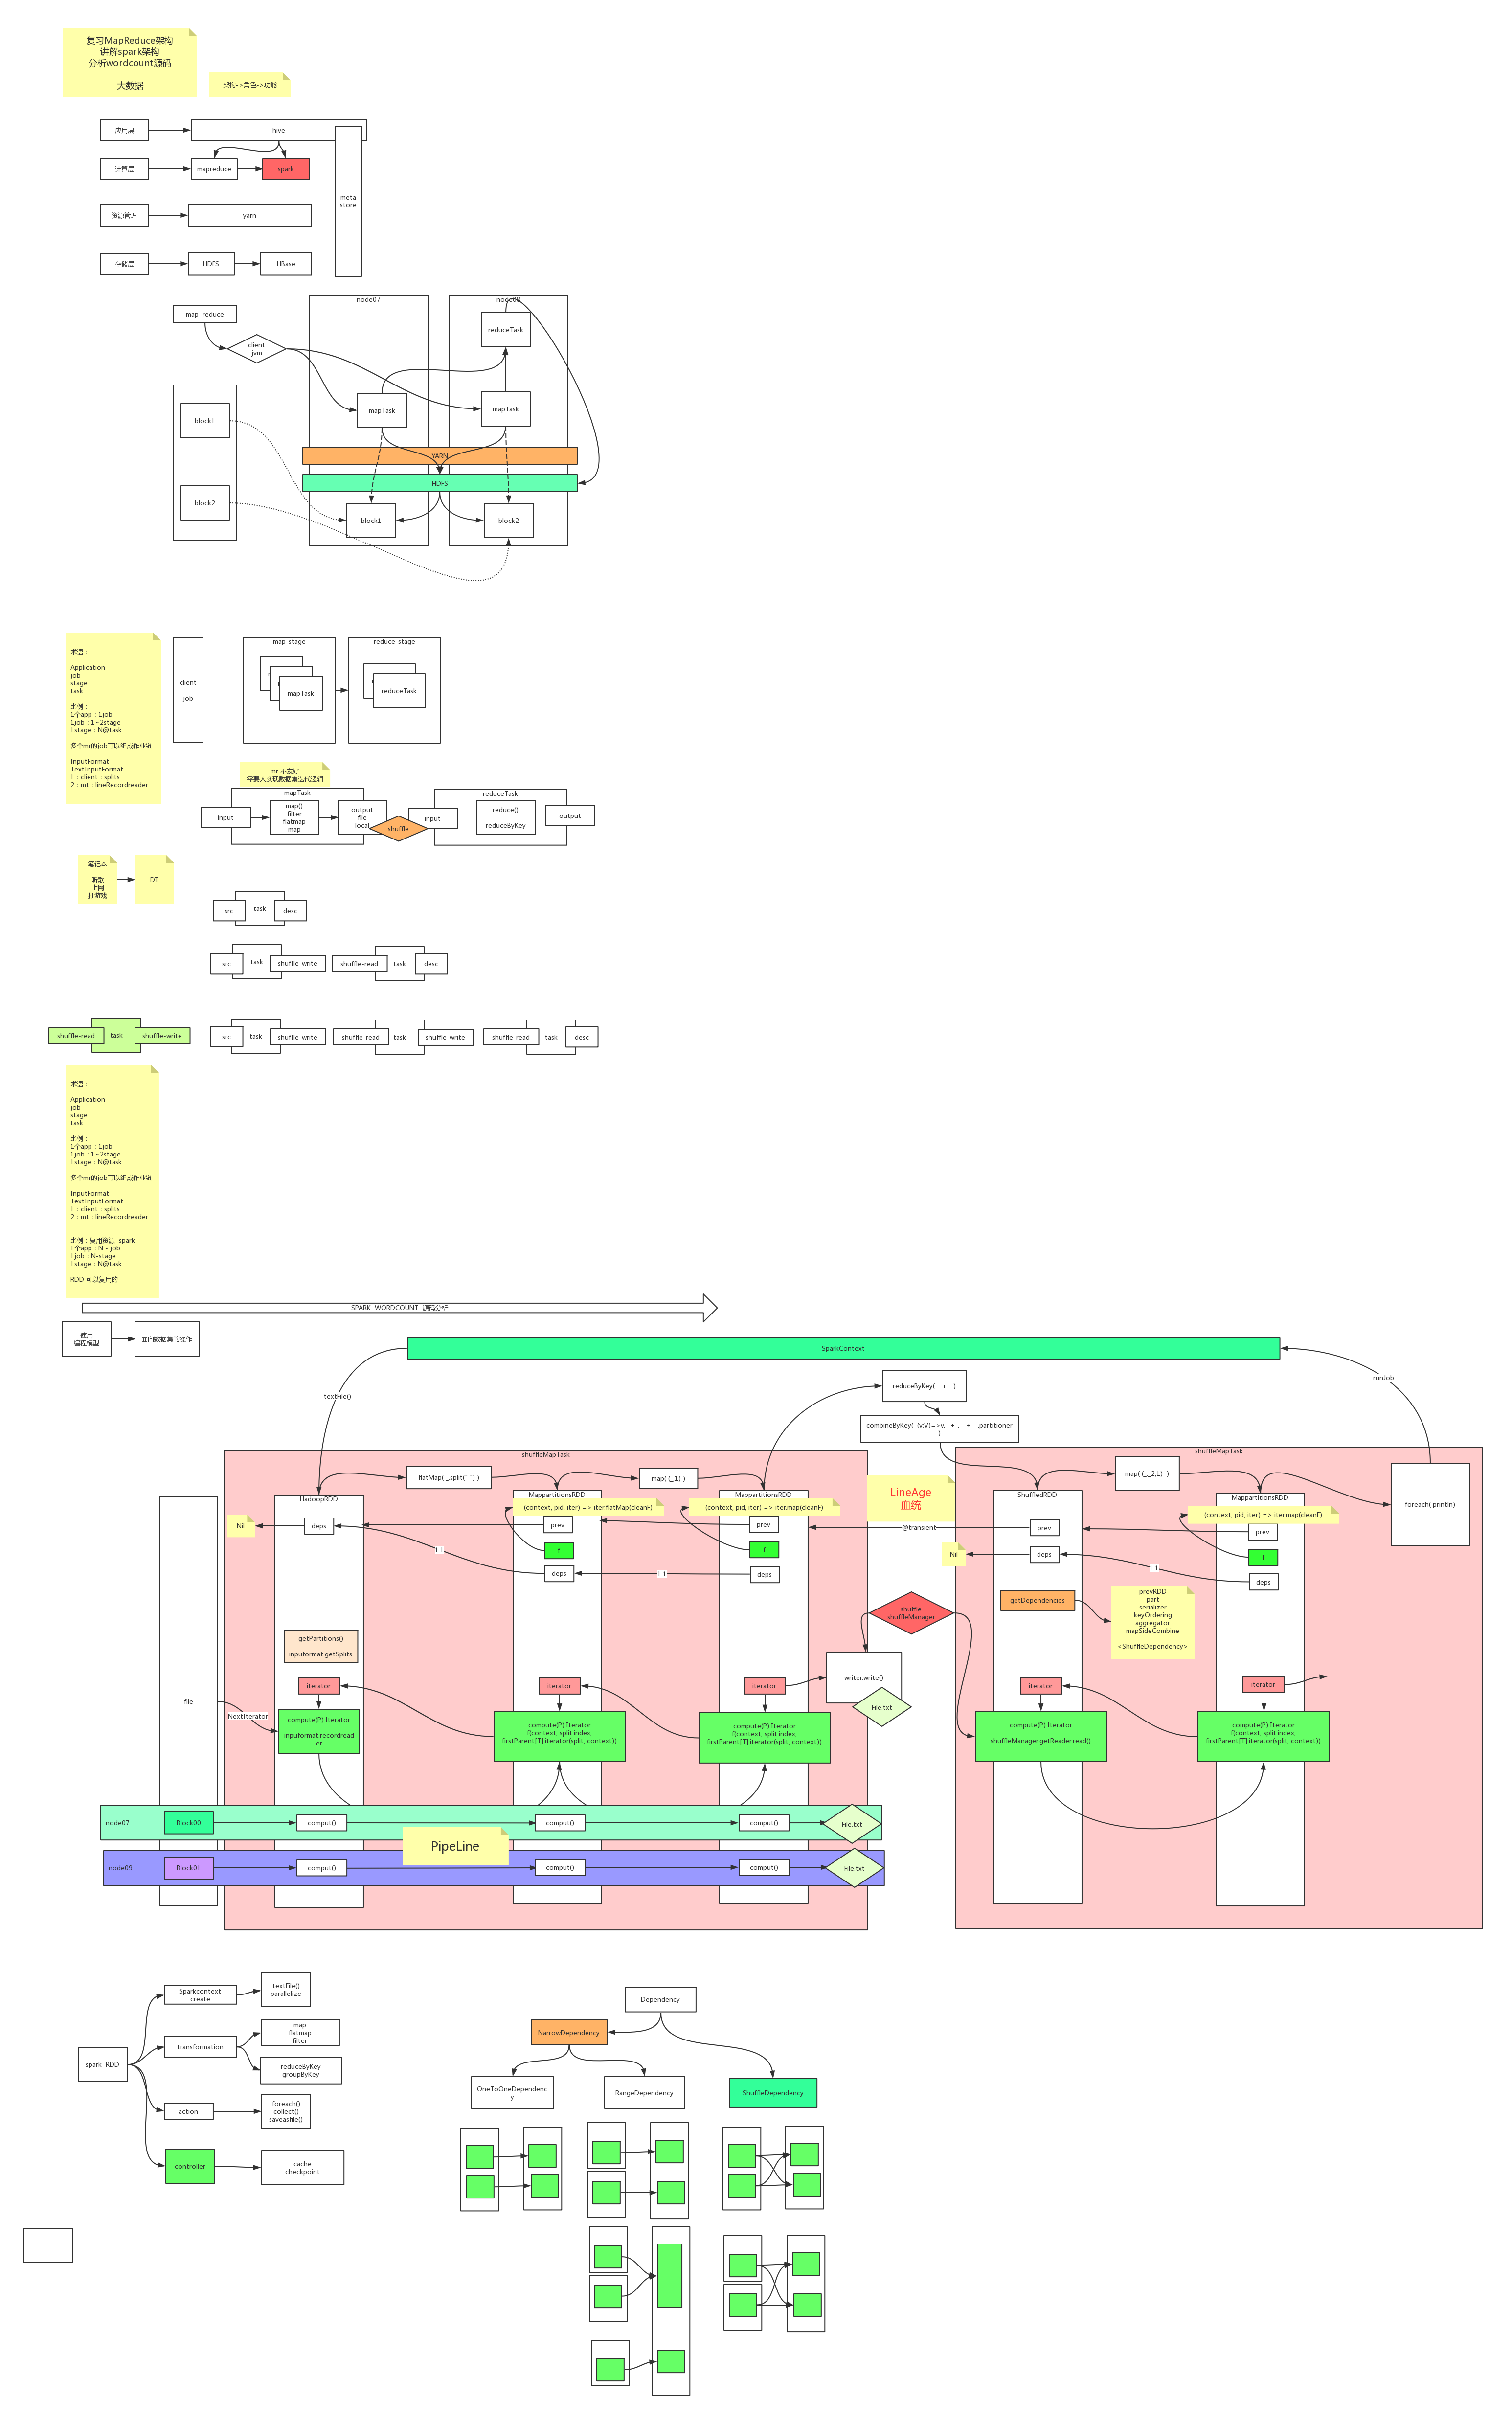 复习MapReduce架构
讲解spark架构
分析wordcount源码
大数据
架构->角色->功能
应用层
hive
计算层
mapreduce
spark
meta
store
资源管理
yarn
存储层
HDFS
HBase
node07
node08
map reduce
reduceTask
client
jvm
mapTask
mapTask
block1
YARN
HDFS
block2
block1
block2
术语：
Application
job
stage
task
比例：
1个app：1job
1job：1~2stage
1stage：N@task
多个mr的job可以组成作业链
InputFormat
TextInputFormat
1：client：splits
2：mt：lineRecordreader
client
job
map-stage
mapTask
reduce-stage
reduceTask
mr 不友好
需要人实现数据集迭代逻辑
mapTask
input
map()
filter
flatmap
map
output
file
local
shuffle
reduceTask
input
reduce()
reduceByKey
output
笔记本
听歌
上网
打游戏
DT
src
task
desc
src
task
shuffle-write
shuffle-read
task
desc
shuffle-read
task
shuffle-write
src
task
shuffle-write
shuffle-read
task
shuffle-write
shuffle-read
task
desc
术语：
Application
job
stage
task
比例：
1个app：1job
1job：1~2stage
1stage：N@task
多个mr的job可以组成作业链
InputFormat
TextInputFormat
1：client：splits
2：mt：lineRecordreader
比例：复用资源 spark
1个app：N - job
1job：N-stage
1stage：N@task
RDD 可以复用的
SPARK WORDCOUNT 源码分析
使用
编程模型
面向数据集的操作
SparkContext
textFile()
runJob
reduceByKey( _+_ )
combineByKey( (v:V)=>v, _+_, _+_ ,partitioner
)
shuffleMapTask
shuffleMapTask
flatMap( _.split(" ") )
map( (_,1) )
map( (_._2,1) )
foreach( println)
HadoopRDD
MappartitionsRDD
MappartitionsRDD
LineAge
血统
ShuffledRDD
MappartitionsRDD
(context, pid, iter) => iter.flatMap(cleanF)
(context, pid, iter) => iter.map(cleanF)
(context, pid, iter) => iter.map(cleanF)
Nil
deps
prev
prev
@transient
prev
prev
f
f
f
1:1
deps
1:1
deps
Nil
deps
1:1
deps
getDependencies
prevRDD
part
serializer
keyOrdering
aggregator
mapSideCombine
<ShuffleDependency>
shuffle
shuffleManager
getPartitions()
inpuformat.getSplits
file
NextIterator
iterator
iterator
iterator
writer.write()
File.txt
iterator
iterator
compute(P):Iterator
inpuformat.recordread
er
compute(P):Iterator
f(context, split.index,
firstParent[T].iterator(split, context))
compute(P):Iterator
f(context, split.index,
firstParent[T].iterator(split, context))
compute(P):Iterator
shuffleManager.getReader.read()
compute(P):Iterator
f(context, split.index,
firstParent[T].iterator(split, context))
node07
Block00
comput()
comput()
comput()
File.txt
PipeLine
node09
Block01
comput()
comput()
comput()
File.txt
spark RDD
Sparkcontext
create
textFile()
parallelize
transformation
map
flatmap
filter
reduceByKey
groupByKey
action
foreach()
collect()
saveasfile()
controller
cache
checkpoint
Dependency
NarrowDependency
OneToOneDependenc
y
RangeDependency
ShuffleDependency